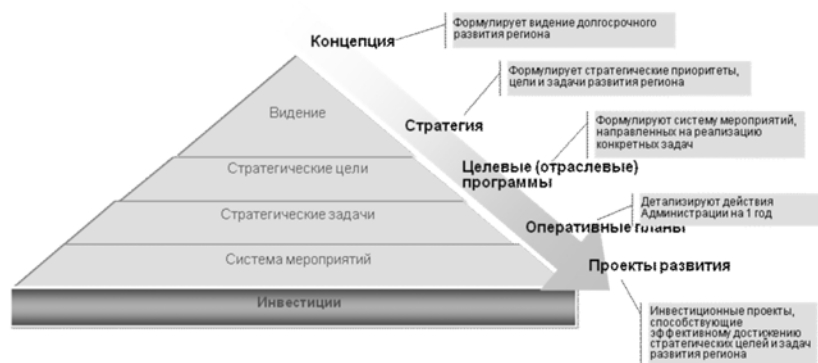 Концепция
Формулирует видение долгосрочного
развития региона
Формулирует стратегические приоритеты,
цели и задачи развития региона
Видение
Стратегия
Формулируют систему мероприятий,
направленных на реализацию
конкретных задач
Стратегические цели
Целевые (отраслевые)
программы
Детализируют действия
Администрации на 1 год
Стратегические задачи
Оперативные планы
Система мероприятий
Проекты развития
Инвестиции
Инвестиционные проекты,
способствующие
эффективному достижению
стратегических целей и задач
развития региона